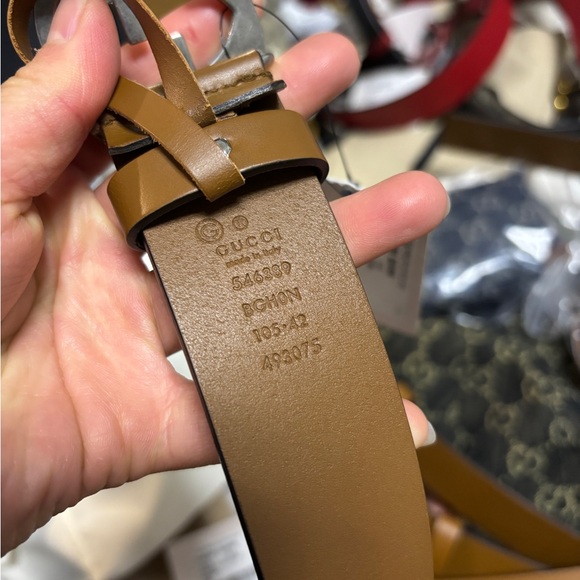 © ®
GUCCI
made in Italy
546389
BGH0N
105·42
493075